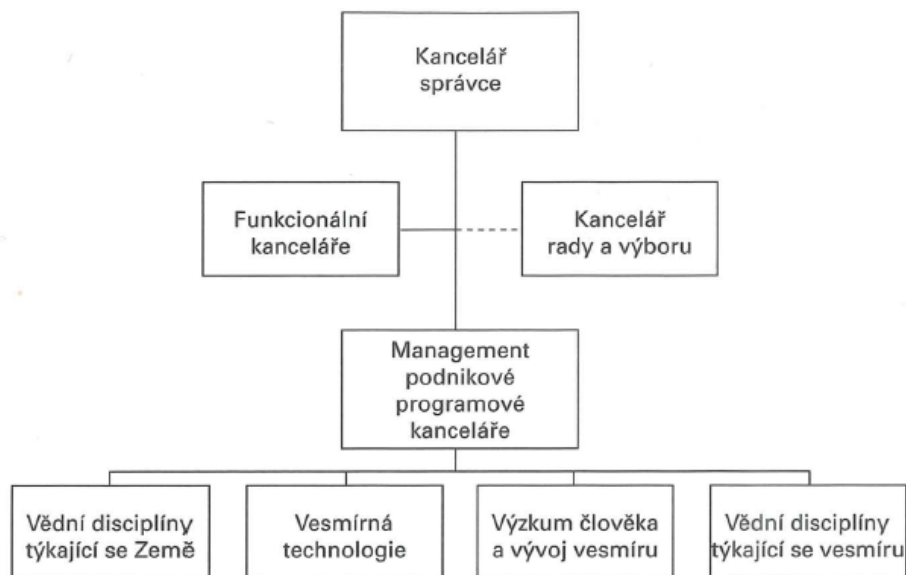 Kancelář
správce
Funkcionální
kanceláře
Kancelář
rady a výboru
Management
podnikové
programové
kanceláře
Vědní disciplíny
týkající se Země
Vesmírná
technologie
Výzkum člověka
a vývoj vesmíru
Vědní disciplíny
týkající se vesmíru